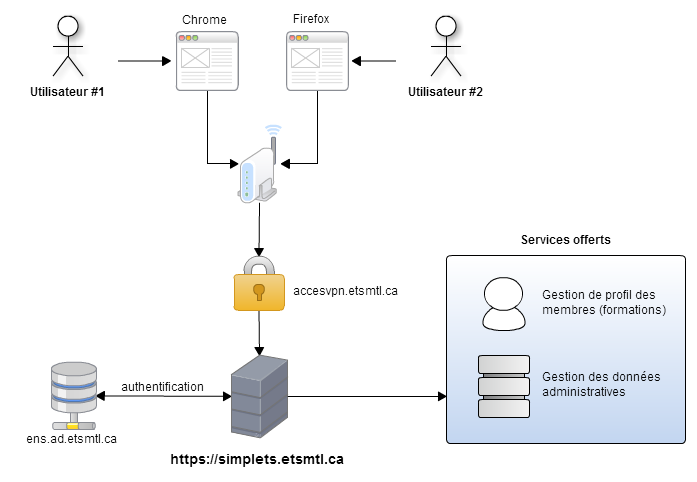 Chrome
Firefox
Utilisateur #1
Utilisateur #2
Services offerts
accesvpn.etsmtl.ca
Gestion de profil des
membres (formations)
Gestion des données
administratives
authentification
ens.ad.etsmtl.ca
https://simplets.etsmtl.ca